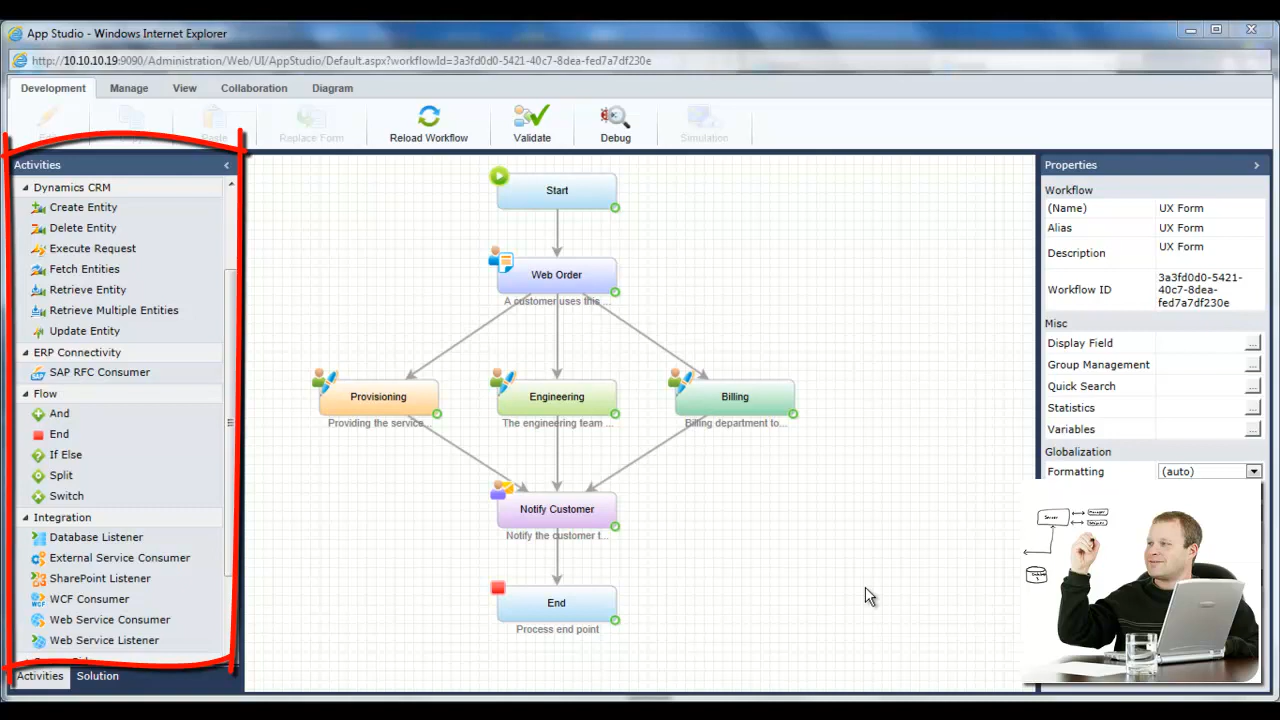 App Studio - Windows Internet Explorer
http://10.10.10.19:9090/Administration/Web/UI/AppStudio/Default.aspx?workflowId=3a3fd0d0-5421-40c7-8dea-fed7a7df230e
Development Manage View Collaboration Diagram
Paste Replace Form Reload Workflow Validate Debug Simulation
Activities
Dynamics CRM
Create Entity
Delete Entity
Execute Request
Fetch Entities
Retrieve Entity
Retrieve Multiple Entities
Update Entity
ERP Connectivity
SAP RFC Consumer
Flow
And
End
If Else
Split
Switch
Integration
Database Listener
External Service Consumer
SharePoint Listener
WCF Consumer
Web Service Consumer
Web Service Listener
Activities Solution
Start
Web Order
A customer uses this ...
Provisioning
Providing the service...
Engineering
The engineering team ...
Billing
Billing department to...
Notify Customer
Notify the customer t...
End
Process end point
Properties
Workflow
(Name) UX Form
Alias UX Form
Description UX Form
Workflow ID 3a3fd0d0-5421-
40c7-8dea-
fed7a7df230e
Misc
Display Field ...
Group Management ...
Quick Search ...
Statistics ...
Variables ...
Globalization
Formatting (auto)
Server